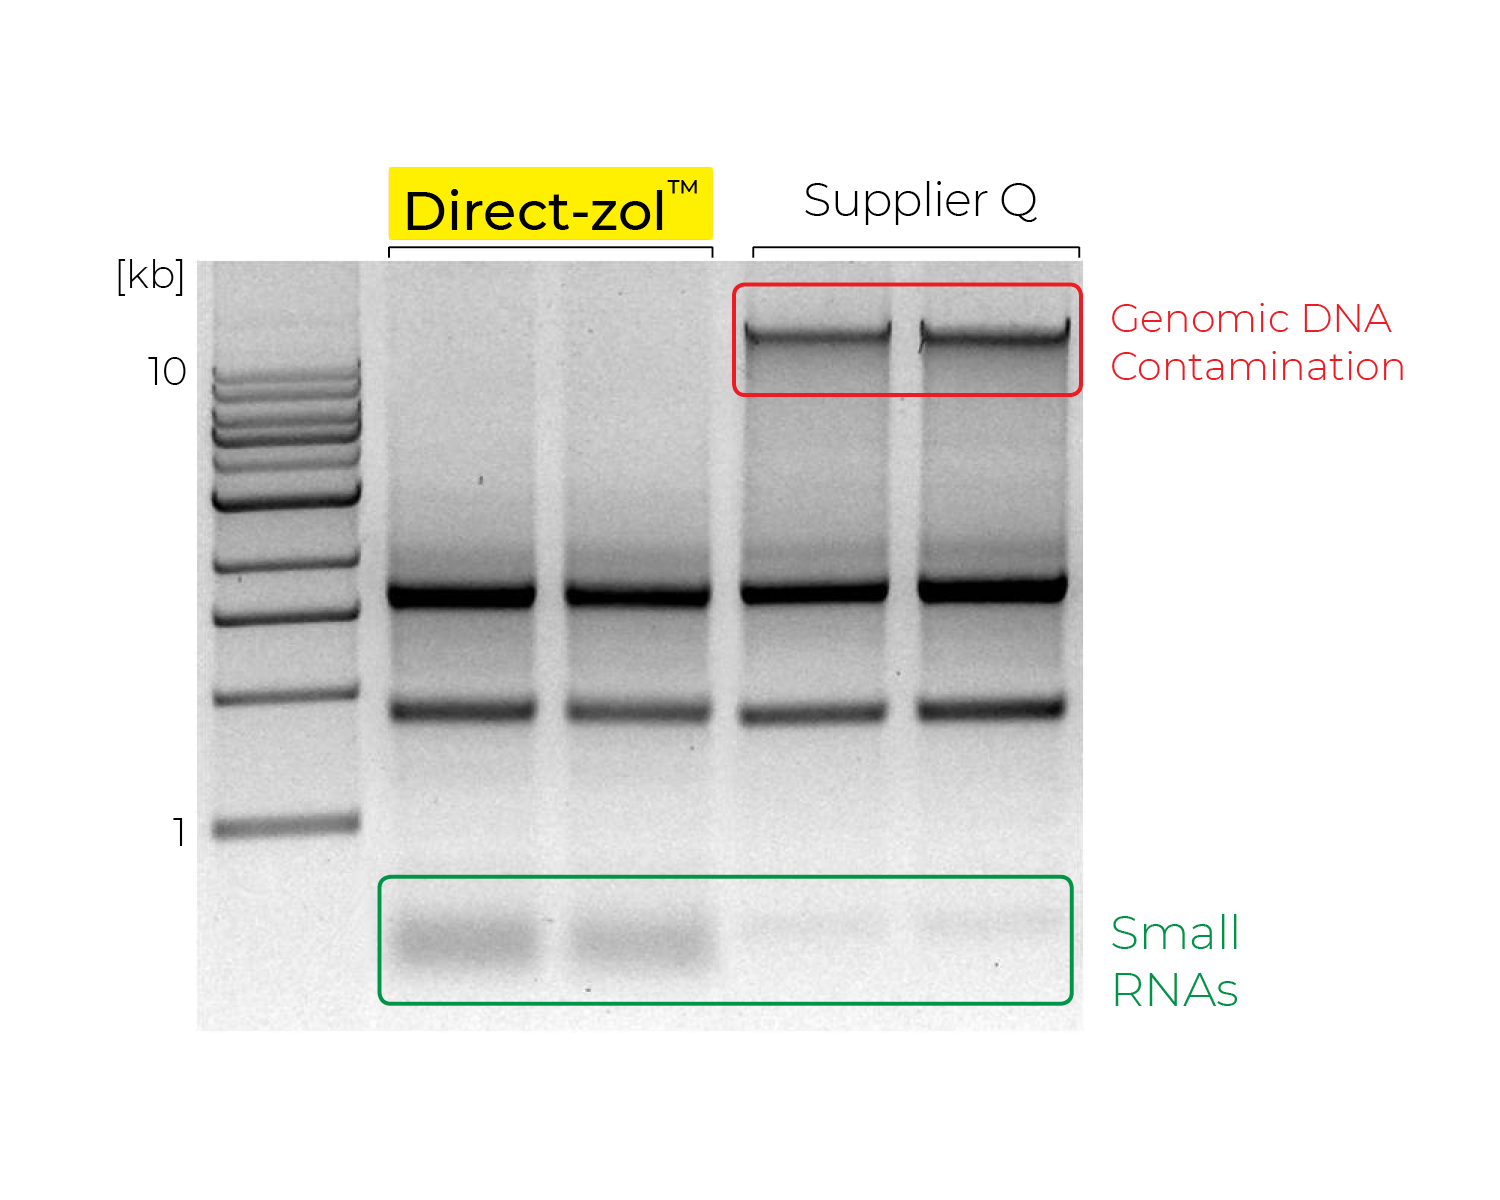 Direct-zol™
Supplier Q
[kb]
10
1
Genomic DNA
Contamination
Small
RNAs